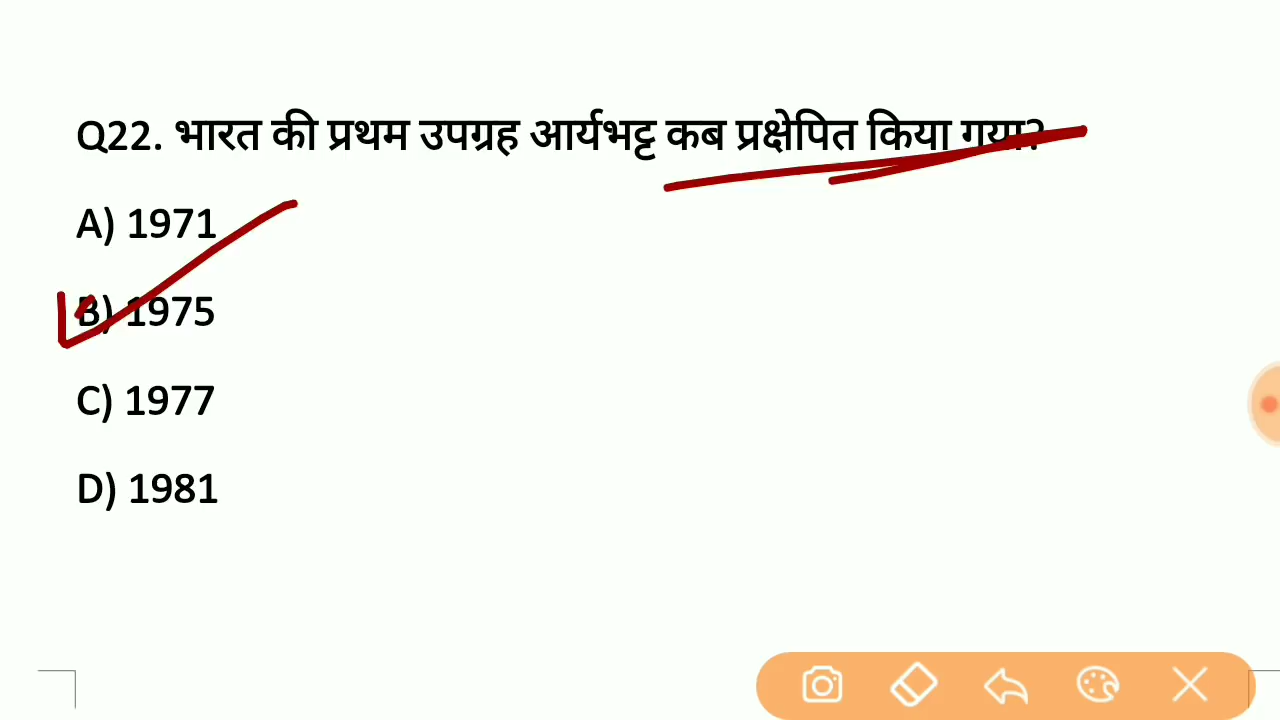 Q22. भारत की प्रथम उपग्रह आर्यभट्ट कब प्रक्षेपित किया गया?
A) 1971
B) 1975
C) 1977
D) 1981